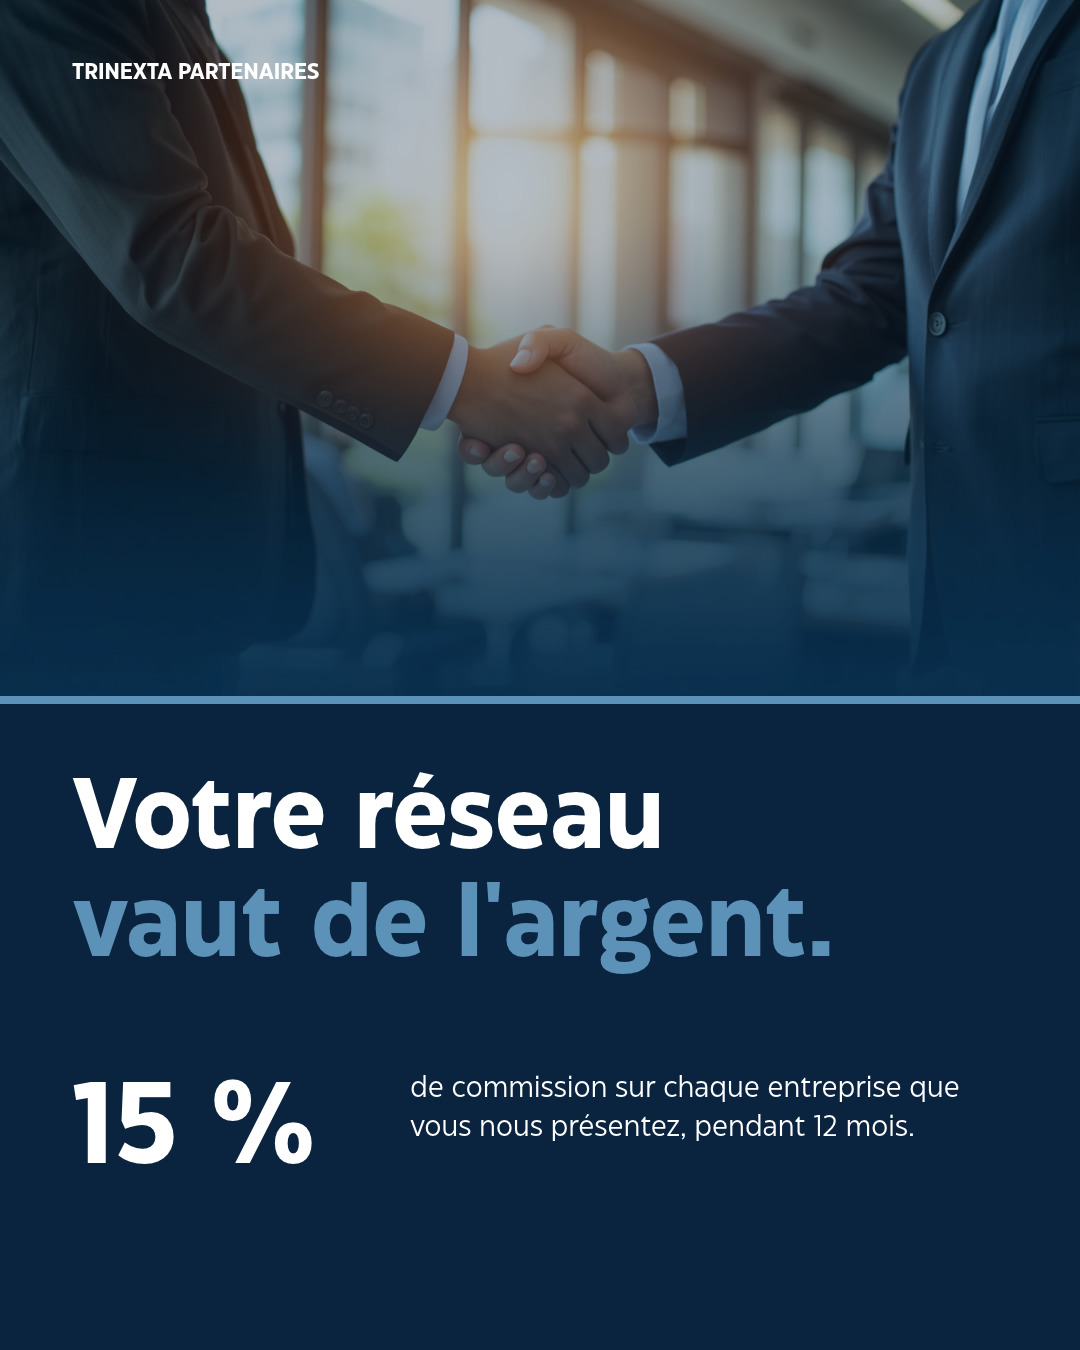 TRINEXTA PARTENAIRES
Votre réseau
vaut de l'argent.
15 %
de commission sur chaque entreprise que
vous nous présentez, pendant 12 mois.